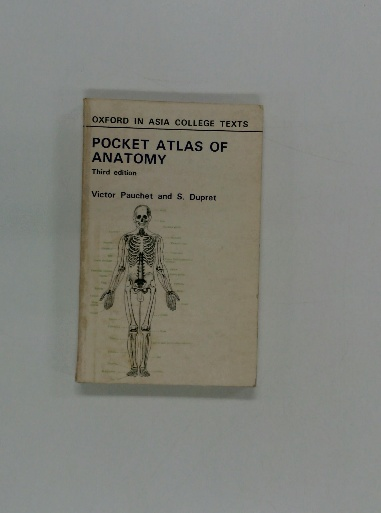 OXFORD IN ASIA COLLEGE TEXTS
POCKET ATLAS OF
ANATOMY
Third edition
Victor Pauchet and S. Dupret